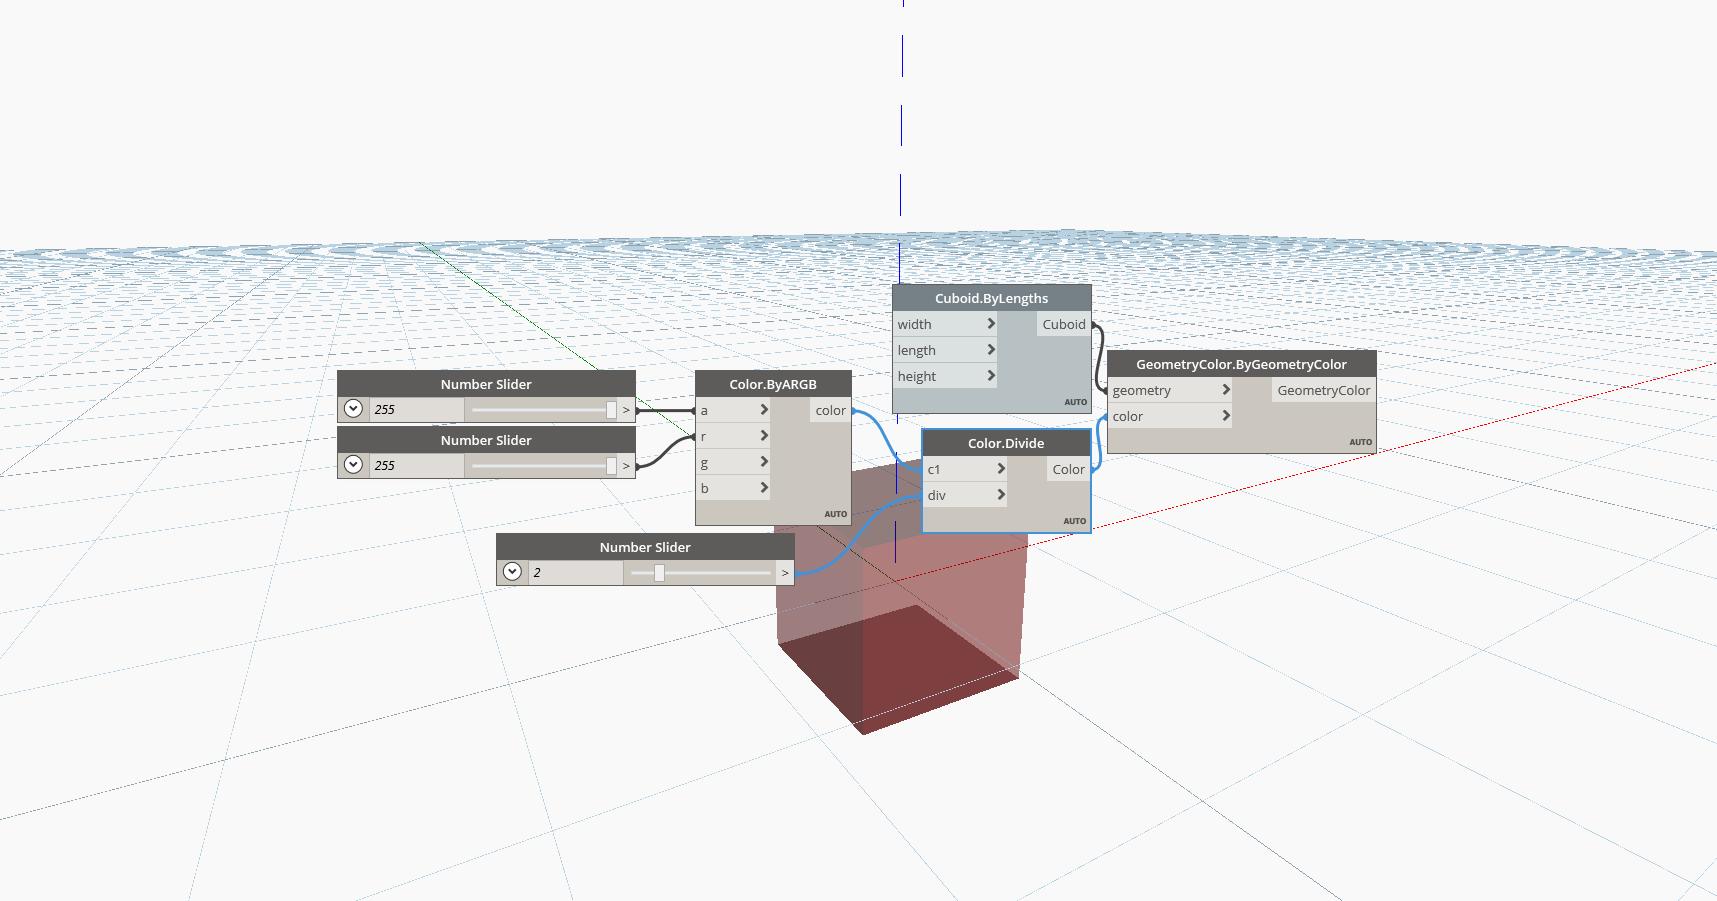 Cuboid.ByLengths
width > Cuboid
length >
height >
AUTO
GeometryColor.ByGeometryColor
geometry > GeometryColor
color >
AUTO
Number Slider
255 >
Number Slider
255 >
Color.ByARGB
a > color
r >
g >
b >
AUTO
Color.Divide
c1 > Color
div >
AUTO
Number Slider
2 >